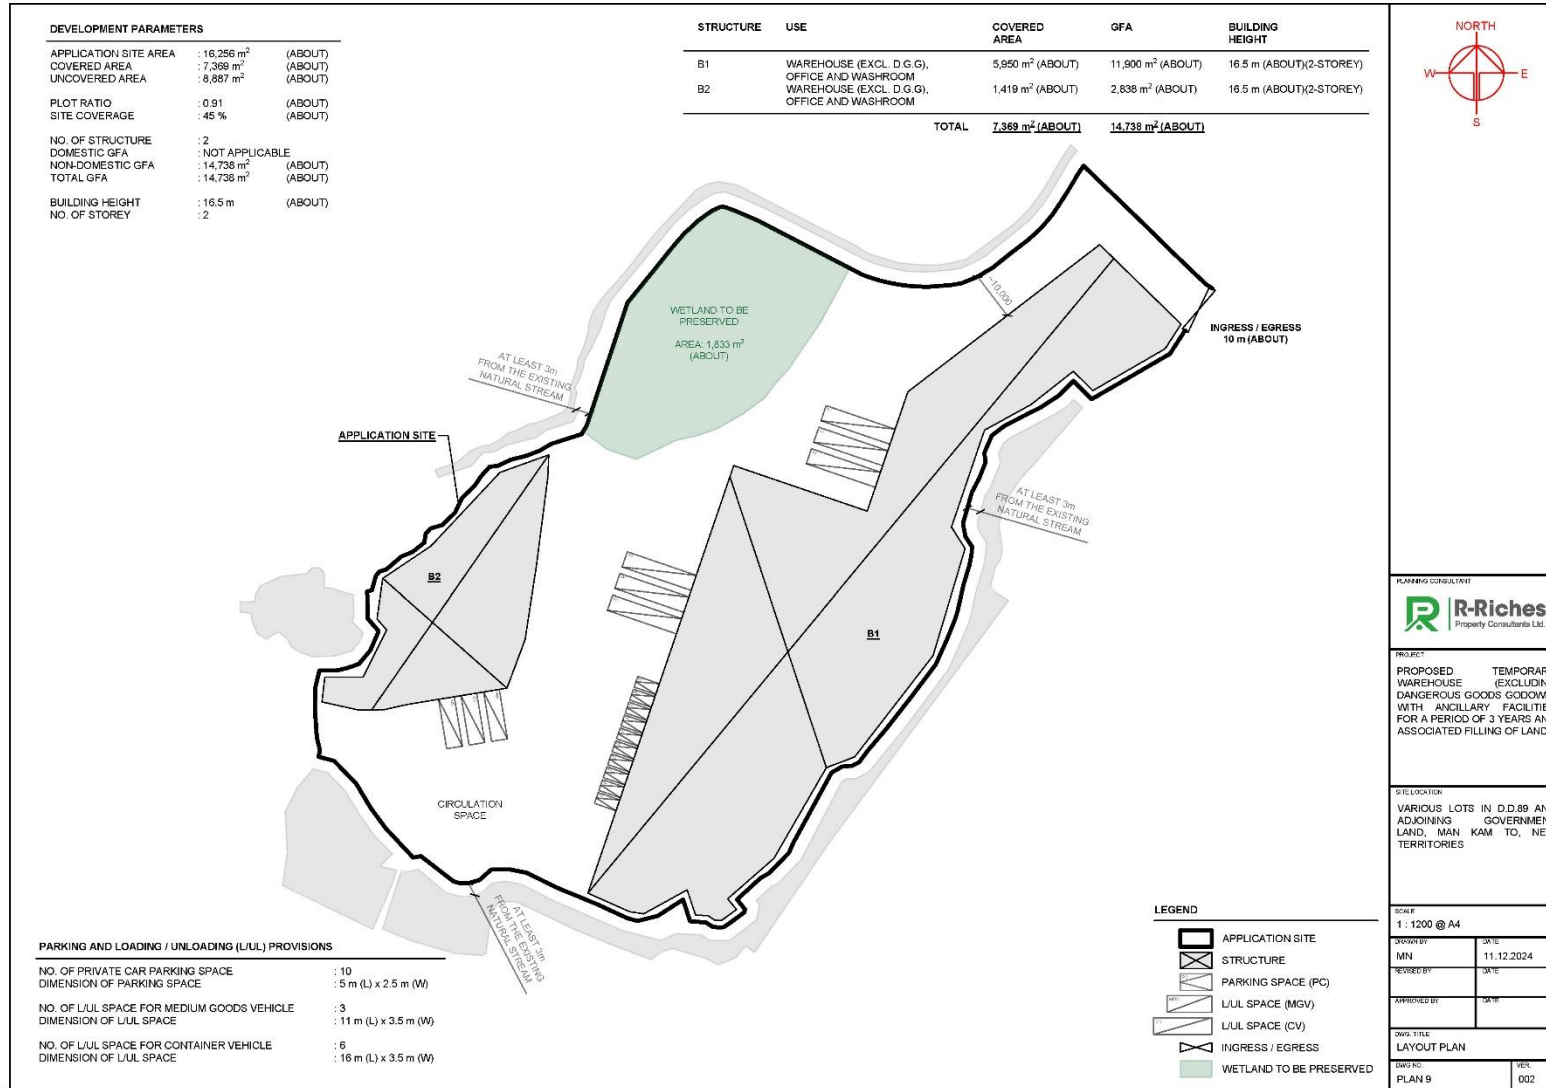 DEVELOPMENT PARAMETERS
APPLICATION SITE AREA : 16,256 m² (ABOUT)
COVERED AREA : 7,369 m² (ABOUT)
UNCOVERED AREA : 8,887 m² (ABOUT)
PLOT RATIO : 0.91 (ABOUT)
SITE COVERAGE : 45 % (ABOUT)
NO. OF STRUCTURE : 2
DOMESTIC GFA : NOT APPLICABLE
NON-DOMESTIC GFA : 14,738 m² (ABOUT)
TOTAL GFA : 14,738 m² (ABOUT)
BUILDING HEIGHT : 16.5 m (ABOUT)
NO. OF STOREY : 2
STRUCTURE USE COVERED AREA GFA BUILDING HEIGHT
B1 WAREHOUSE (EXCL. D.G.G), OFFICE AND WASHROOM 5,950 m² (ABOUT) 11,900 m² (ABOUT) 16.5 m (ABOUT)(2-STOREY)
B2 WAREHOUSE (EXCL. D.G.G), OFFICE AND WASHROOM 1,419 m² (ABOUT) 2,838 m² (ABOUT) 16.5 m (ABOUT)(2-STOREY)
TOTAL 7,369 m² (ABOUT) 14,738 m² (ABOUT)
NORTH
W
E
S
WETLAND TO BE
PRESERVED
AREA: 1,833 m²
(ABOUT)
~10,000
INGRESS / EGRESS
10 m (ABOUT)
AT LEAST 3m
FROM THE EXISTING
NATURAL STREAM
APPLICATION SITE
AT LEAST 3m
FROM THE EXISTING
NATURAL STREAM
B2
B1
CIRCULATION
SPACE
AT LEAST 3m
FROM THE EXISTING
NATURAL STREAM
PARKING AND LOADING / UNLOADING (L/UL) PROVISIONS
NO. OF PRIVATE CAR PARKING SPACE : 10
DIMENSION OF PARKING SPACE : 5 m (L) x 2.5 m (W)
NO. OF L/UL SPACE FOR MEDIUM GOODS VEHICLE : 3
DIMENSION OF L/UL SPACE : 11 m (L) x 3.5 m (W)
NO. OF L/UL SPACE FOR CONTAINER VEHICLE : 6
DIMENSION OF L/UL SPACE : 16 m (L) x 3.5 m (W)
LEGEND
APPLICATION SITE
STRUCTURE
PARKING SPACE (PC)
L/UL SPACE (MGV)
L/UL SPACE (CV)
INGRESS / EGRESS
WETLAND TO BE PRESERVED
PLANNING CONSULTANT
R-Riches
Property Consultants Ltd.
PROJECT
PROPOSED TEMPORAR
WAREHOUSE (EXCLUDIN
DANGEROUS GOODS GODOW
WITH ANCILLARY FACILITIE
FOR A PERIOD OF 3 YEARS AN
ASSOCIATED FILLING OF LAND
SITE LOCATION
VARIOUS LOTS IN D.D.89 AN
ADJOINING GOVERNMEN
LAND, MAN KAM TO, NE
TERRITORIES
SCALE
1 : 1200 @ A4
DRAWN BY DATE
MN 11.12.2024
REVISED BY DATE
APPROVED BY DATE
DWG. TITLE
LAYOUT PLAN
DWG NO. VER.
PLAN 9 002